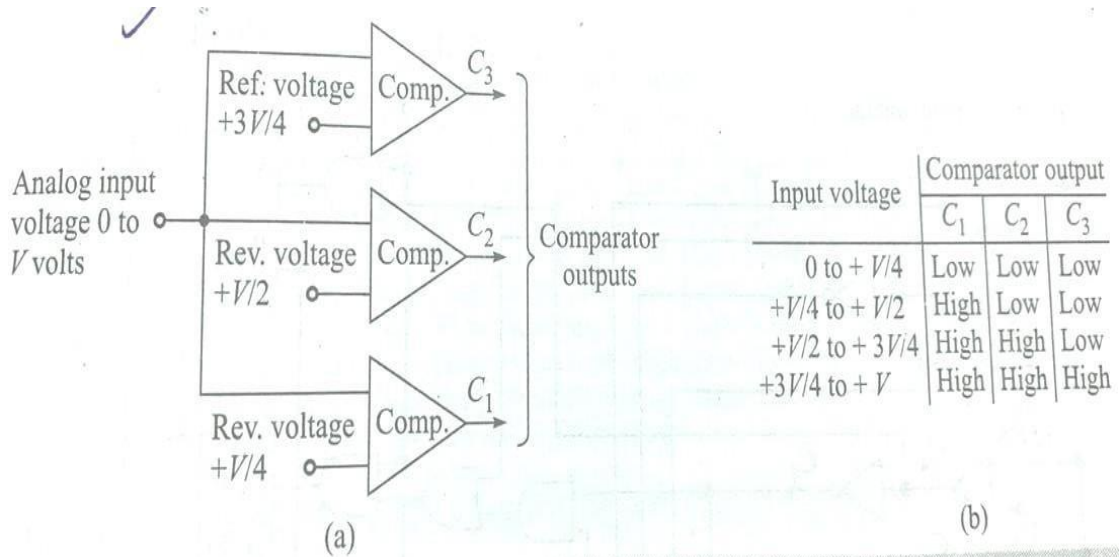 C₃
Ref: voltage
+3V/4
Comp.
Analog input
voltage 0 to
V volts
C₂
Rev. voltage
+V/2
Comp.
Comparator
outputs
C₁
Rev. voltage
+V/4
Comp.
(a)
Input voltage
Comparator output
C₁ C₂ C₃
0 to + V/4 Low Low Low
+V/4 to + V/2 High Low Low
+V/2 to + 3V/4 High High Low
+3V/4 to + V High High High
(b)